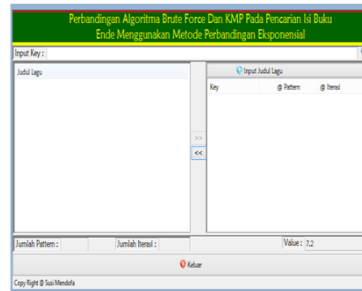 Perbandingan Algoritma Brute Force Dan KMP Pada Pencarian Isi Buku
Ende Menggunakan Metode Perbandingan Eksponensial
Input Key :
Judul Lagu
Input Judul Lagu
Key @ Pattern @ Iterasi
>>
<<
Jumlah Pattern : Jumlah Iterasi : Value : 7,2
Keluar
Copy Right @ Susi Mendofa